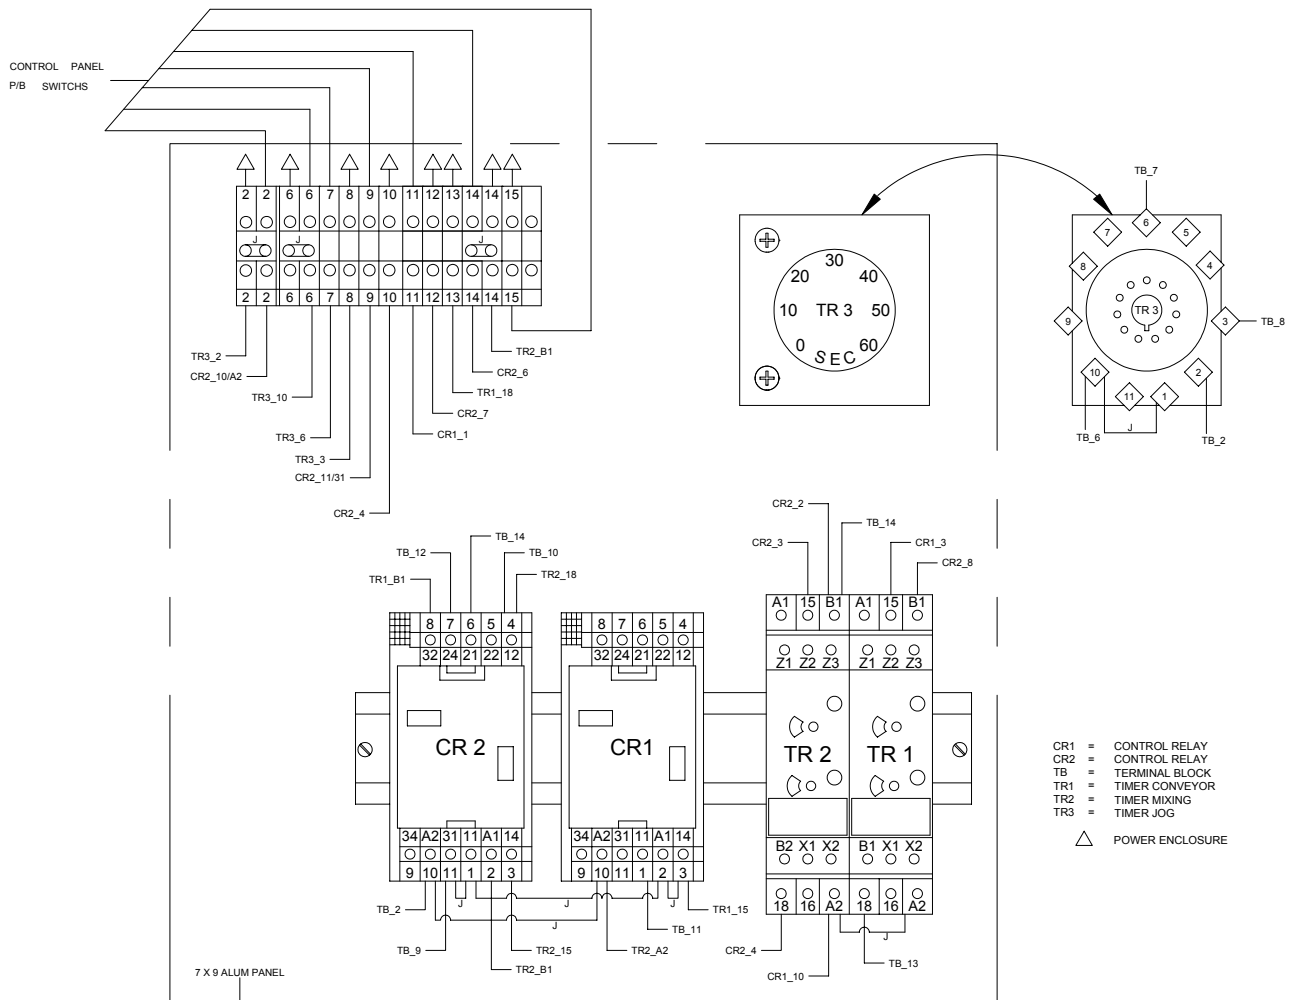 CONTROL PANEL
P/B SWITCHS
2 2 6 6 7 8 9 10 11 12 13 14 14 15
J J J
2 2 6 6 7 8 9 10 11 12 13 14 14 15
TR3_2
CR2_10/A2
TR3_10
TR3_6
TR3_3
CR2_11/31
CR2_4
TR2_B1
CR2_6
TR1_18
CR2_7
CR1_1
30
20 40
10 TR 3 50
0 60
SEC
TB_7
6
7 5
8 4
TR 3
9 3
TB_8
10 2
11 1
J
TB_6
TB_2
TB_14
TB_12
TB_10
TR1_B1
TR2_18
8 7 6 5 4
32 24 21 22 12
CR 2
34 A2 31 11 A1 14
9 10 11 1 2 3
8 7 6 5 4
32 24 21 22 12
CR1
34 A2 31 11 A1 14
9 10 11 1 2 3
TB_2
J
J
J
J
TR1_15
TB_11
TB_9
TR2_15
TR2_A2
TR2_B1
CR2_2
TB_14
CR2_3
CR1_3
CR2_8
A1 15 B1 A1 15 B1
Z1 Z2 Z3 Z1 Z2 Z3
TR 2 TR 1
B2 X1 X2 B1 X1 X2
18 16 A2 18 16 A2
J
CR2_4
TB_13
CR1_10
CR1 = CONTROL RELAY
CR2 = CONTROL RELAY
TB = TERMINAL BLOCK
TR1 = TIMER CONVEYOR
TR2 = TIMER MIXING
TR3 = TIMER JOG
POWER ENCLOSURE
7 X 9 ALUM PANEL